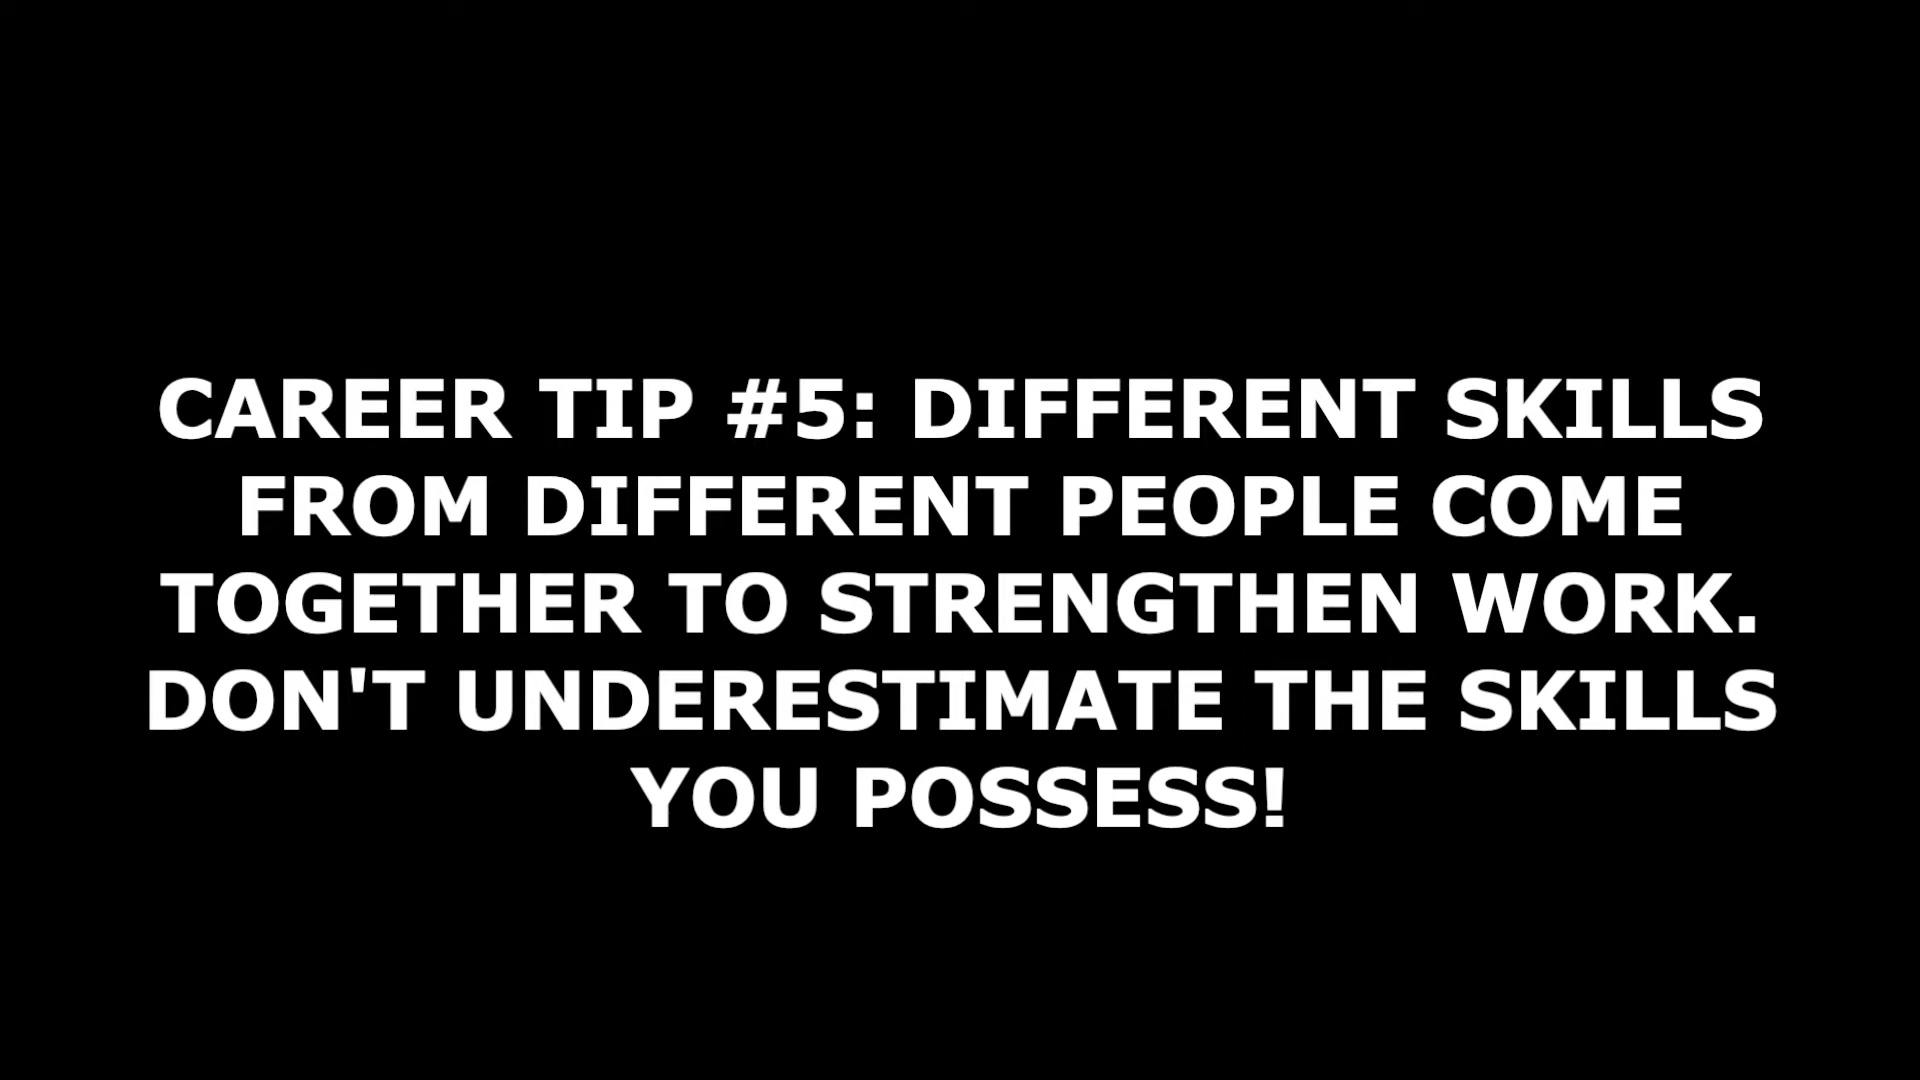 CAREER TIP #5: DIFFERENT SKILLS
FROM DIFFERENT PEOPLE COME
TOGETHER TO STRENGTHEN WORK.
DON'T UNDERESTIMATE THE SKILLS
YOU POSSESS!